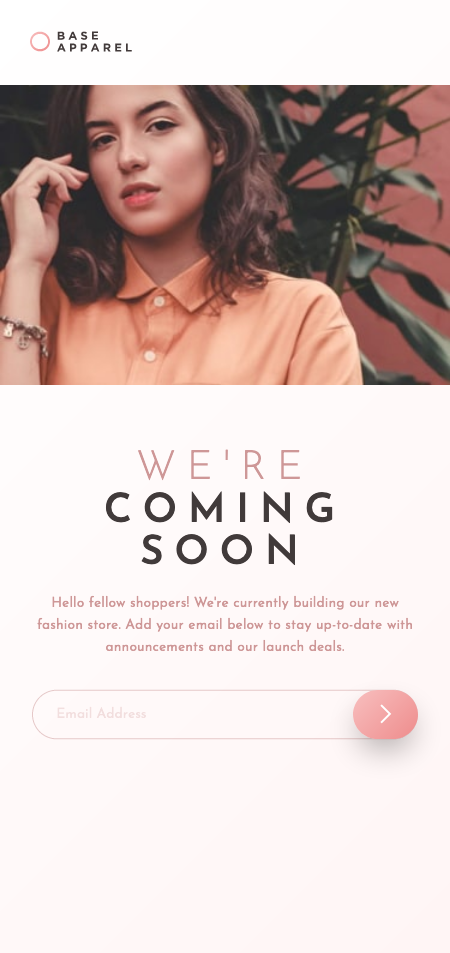 BASE
APPAREL
WE'RE
COMING
SOON
Hello fellow shoppers! We're currently building our new
fashion store. Add your email below to stay up-to-date with
announcements and our launch deals.
Email Address